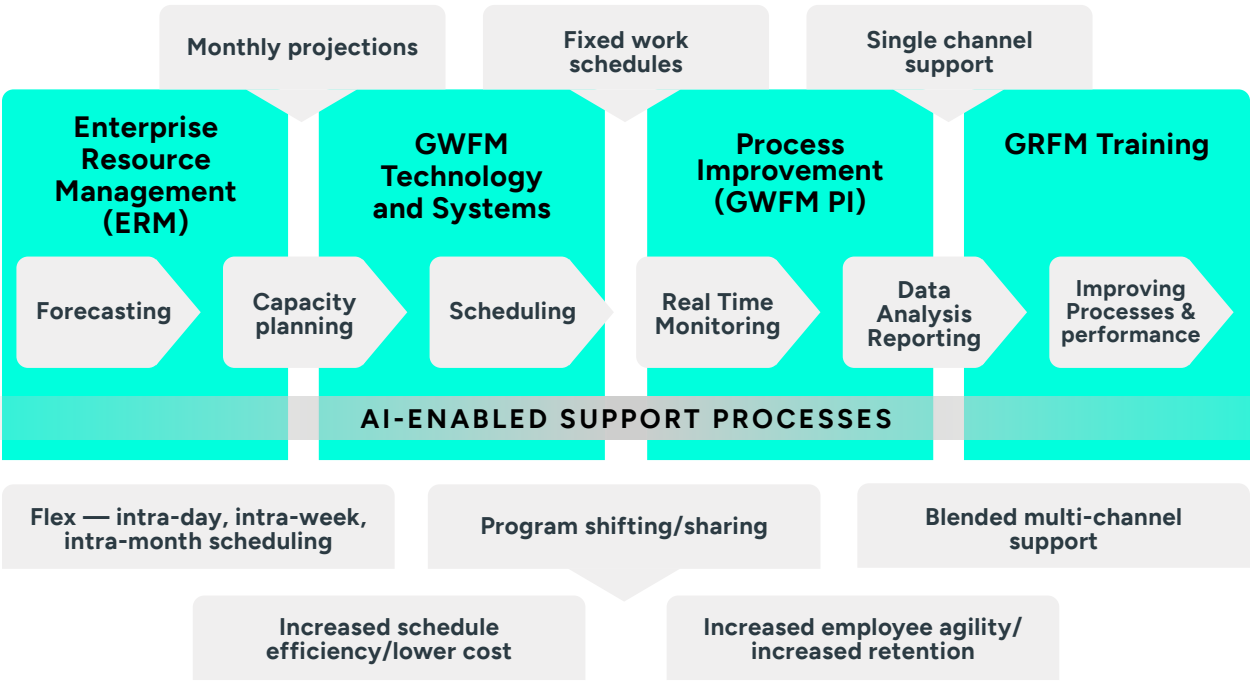 Monthly projections
Fixed work
schedules
Single channel
support
Enterprise
Resource
Management
(ERM)
GWFM
Technology
and Systems
Process
Improvement
(GWFM PI)
GRFM Training
Forecasting
Capacity
planning
Scheduling
Real Time
Monitoring
Data
Analysis
Reporting
Improving
Processes &
performance
AI-ENABLED SUPPORT PROCESSES
Flex — intra-day, intra-week,
intra-month scheduling
Program shifting/sharing
Blended multi-channel
support
Increased schedule
efficiency/lower cost
Increased employee agility/
increased retention